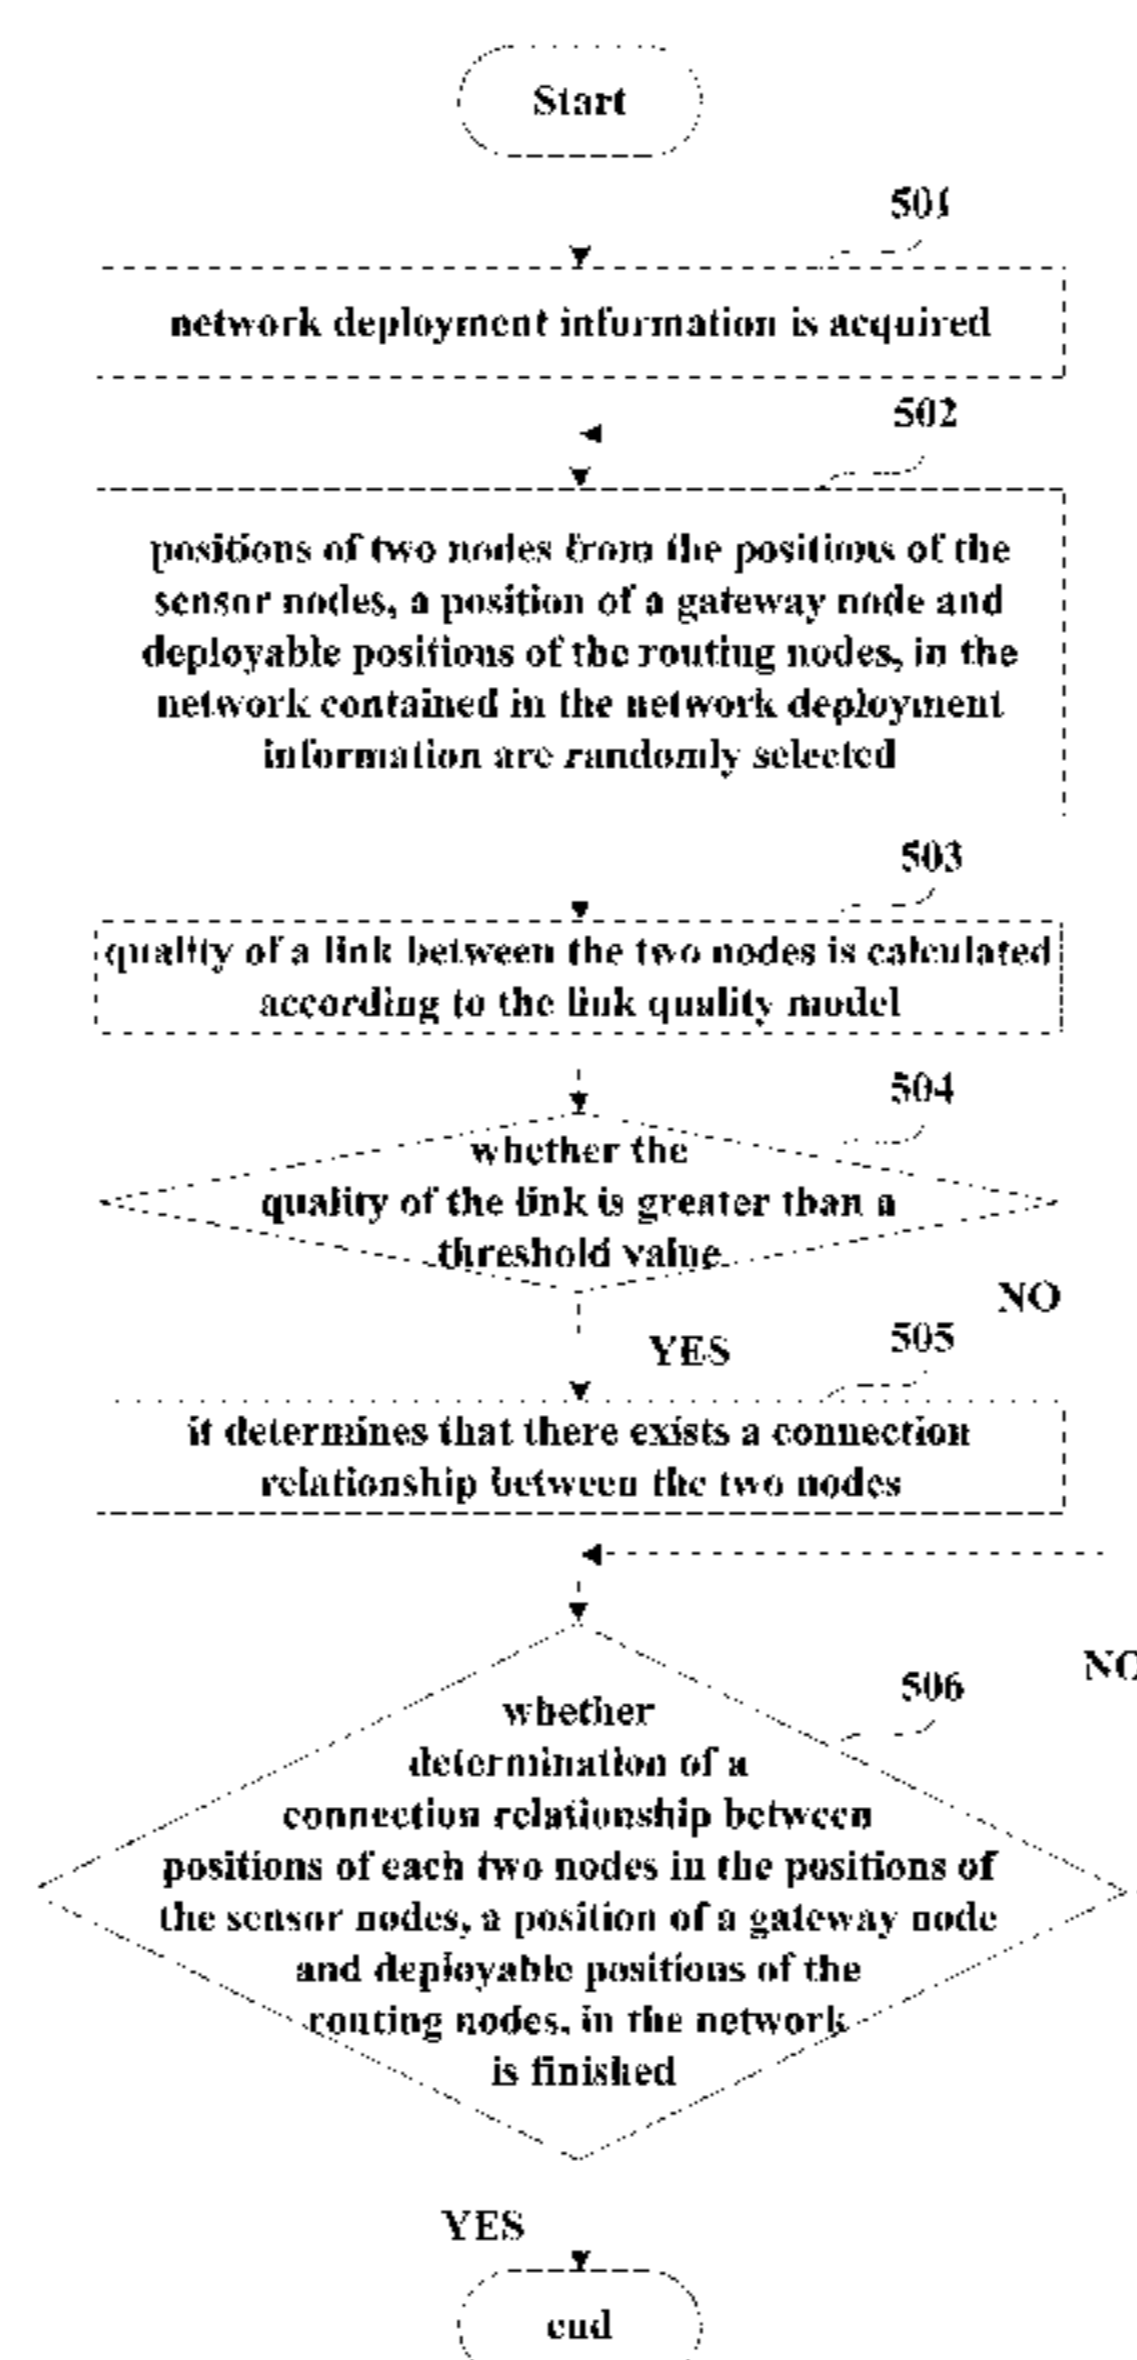 Start
501
network deployment information is acquired
502
positions of two nodes from the positions of the
sensor nodes, a position of a gateway node and
deployable positions of the routing nodes, in the
network contained in the network deployment
information are randomly selected
503
quality of a link between the two nodes is calculated
according to the link quality model
504
whether the
quality of the link is greater than a
threshold value
NO
YES
505
it determines that there exists a connection
relationship between the two nodes
NO
506
whether
determination of a
connection relationship between
positions of each two nodes in the positions of
the sensor nodes, a position of a gateway node
and deployable positions of the
routing nodes, in the network
is finished
YES
end